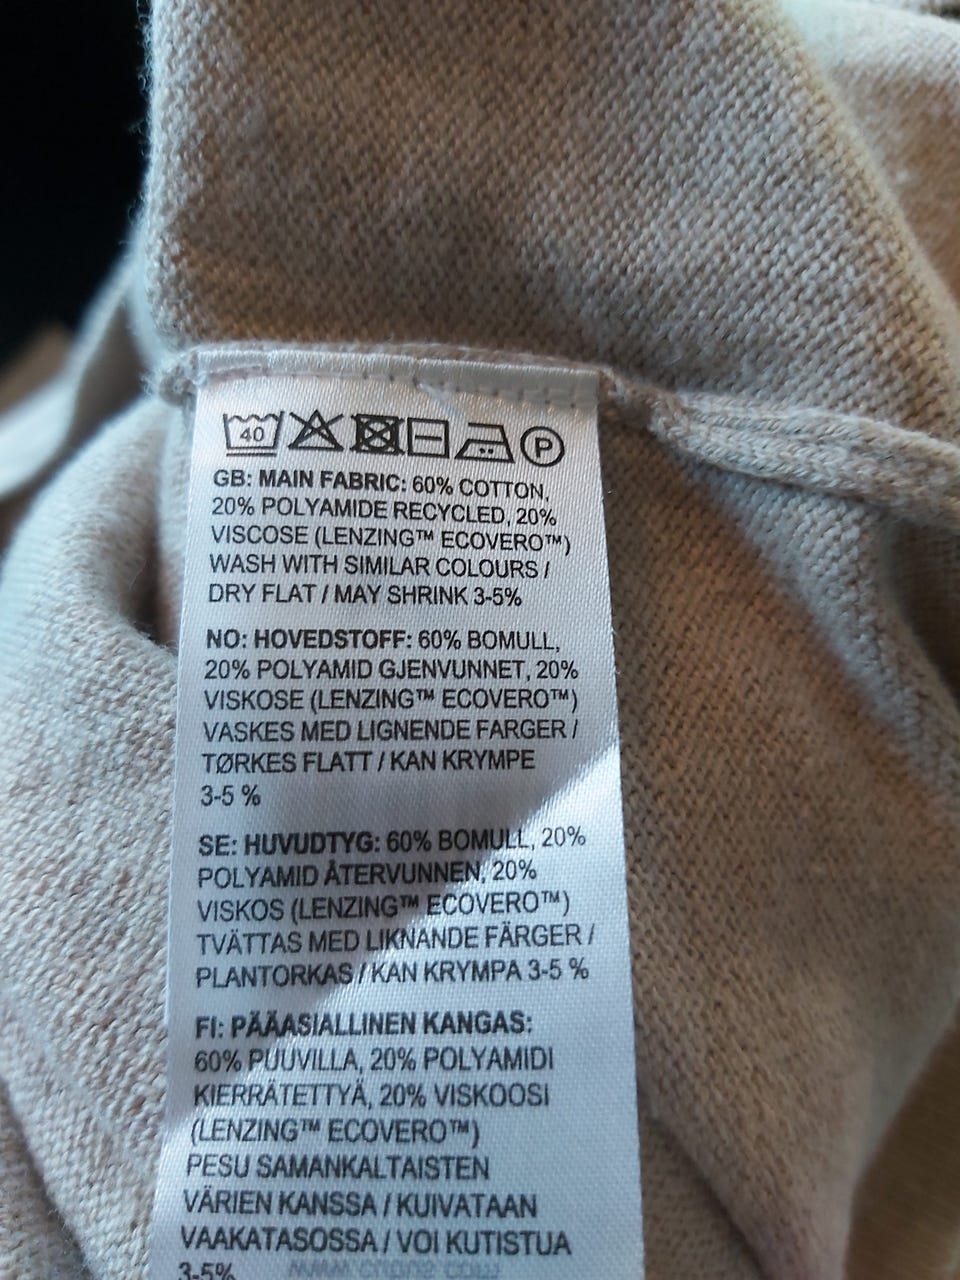 40 P
GB: MAIN FABRIC: 60% COTTON,
20% POLYAMIDE RECYCLED, 20%
VISCOSE (LENZING™ ECOVERO™)
WASH WITH SIMILAR COLOURS /
DRY FLAT / MAY SHRINK 3-5%
NO: HOVEDSTOFF: 60% BOMULL,
20% POLYAMID GJENVUNNET, 20%
VISKOSE (LENZING™ ECOVERO™)
VASKES MED LIGNENDE FARGER /
TØRKES FLATT / KAN KRYMPE
3-5 %
SE: HUVUDTYG: 60% BOMULL, 20%
POLYAMID ÅTERVUNNEN, 20%
VISKOS (LENZING™ ECOVERO™)
TVÄTTAS MED LIKNANDE FÄRGER /
PLANTORKAS / KAN KRYMPA 3-5 %
FI: PÄÄASIALLINEN KANGAS:
60% PUUVILLA, 20% POLYAMIDI
KIERRÄTETTYÄ, 20% VISKOOSI
(LENZING™ ECOVERO™)
PESU SAMANKALTAISTEN
VÄRIEN KANSSA / KUIVATAAN
VAAKATASOSSA / VOI KUTISTUA
3-5%